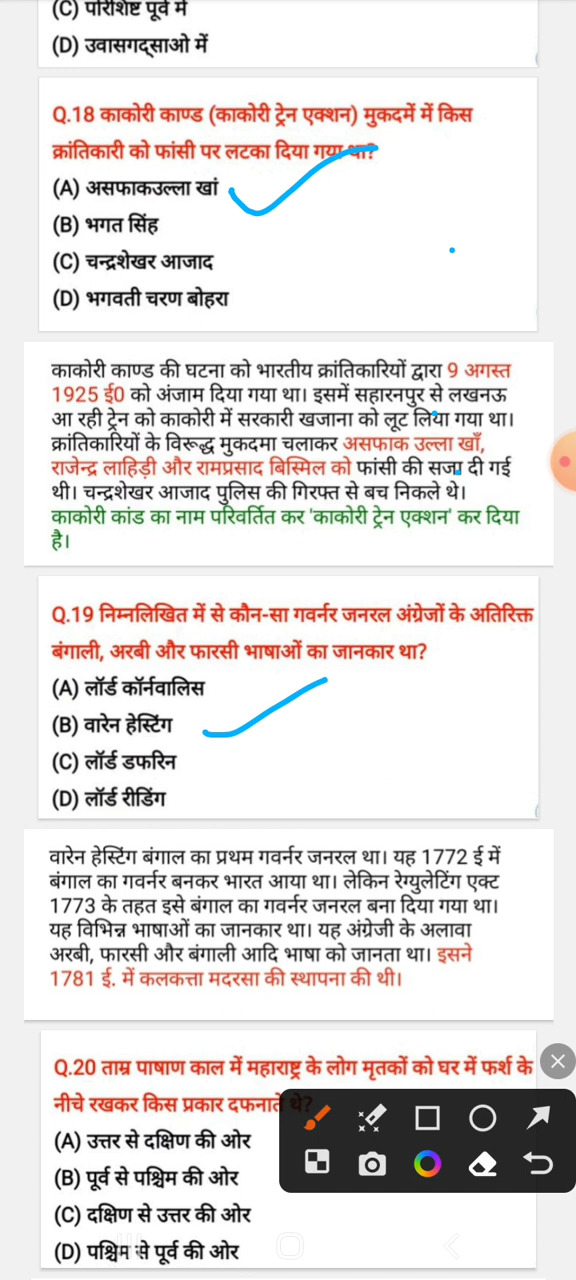 (C) परिशिष्ट पूर्व में
(D) उवासगद्साओ में
Q.18 काकोरी काण्ड (काकोरी ट्रेन एक्शन) मुकदमें में किस
क्रांतिकारी को फांसी पर लटका दिया गया था?
(A) असफाकउल्ला खां
(B) भगत सिंह
(C) चन्द्रशेखर आजाद
(D) भगवती चरण बोहरा
काकोरी काण्ड की घटना को भारतीय क्रांतिकारियों द्वारा 9 अगस्त
1925 ई0 को अंजाम दिया गया था। इसमें सहारनपुर से लखनऊ
आ रही ट्रेन को काकोरी में सरकारी खजाना को लूट लिया गया था।
क्रांतिकारियों के विरूद्ध मुकदमा चलाकर असफाक उल्ला खाँ,
राजेन्द्र लाहिड़ी और रामप्रसाद बिस्मिल को फांसी की सजा दी गई
थी। चन्द्रशेखर आजाद पुलिस की गिरफ्त से बच निकले थे।
काकोरी कांड का नाम परिवर्तित कर 'काकोरी ट्रेन एक्शन' कर दिया
है।
Q.19 निम्नलिखित में से कौन-सा गवर्नर जनरल अंग्रेजों के अतिरिक्त
बंगाली, अरबी और फारसी भाषाओं का जानकार था?
(A) लॉर्ड कॉर्नवालिस
(B) वारेन हेस्टिंग
(C) लॉर्ड डफरिन
(D) लॉर्ड रीडिंग
वारेन हेस्टिंग बंगाल का प्रथम गवर्नर जनरल था। यह 1772 ई में
बंगाल का गवर्नर बनकर भारत आया था। लेकिन रेग्युलेटिंग एक्ट
1773 के तहत इसे बंगाल का गवर्नर जनरल बना दिया गया था।
यह विभिन्न भाषाओं का जानकार था। यह अंग्रेजी के अलावा
अरबी, फारसी और बंगाली आदि भाषा को जानता था। इसने
1781 ई. में कलकत्ता मदरसा की स्थापना की थी।
Q.20 ताम्र पाषाण काल में महाराष्ट्र के लोग मृतकों को घर में फर्श के
नीचे रखकर किस प्रकार दफनाते थे?
(A) उत्तर से दक्षिण की ओर
(B) पूर्व से पश्चिम की ओर
(C) दक्षिण से उत्तर की ओर
(D) पश्चिम से पूर्व की ओर